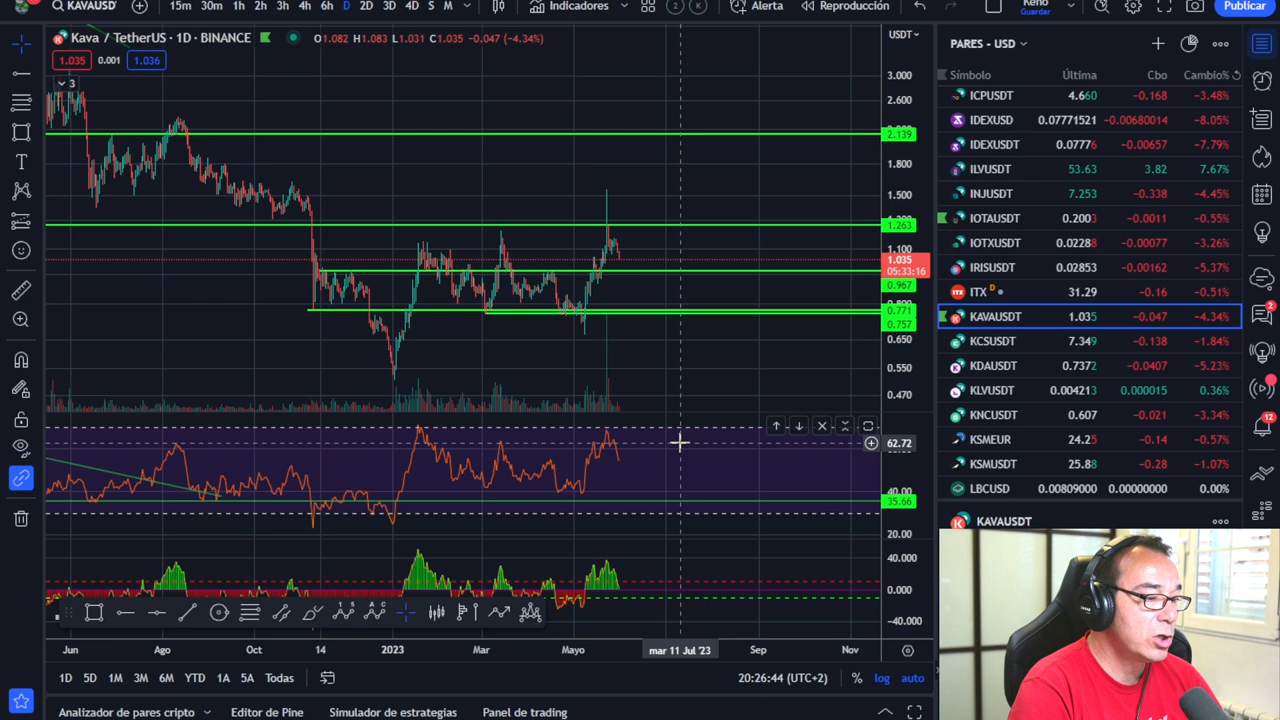 KAVAUSD 15m 30m 1h 2h 3h 4h 6h D 2D 3D 4D S M Indicadores Alerta Reproducción Keno Guardar Publicar
Kava / TetherUS · 1D · BINANCE O1.082 H1.083 L1.031 C1.035 −0.047 (−4.34%)
USDT
1.035 0.001 1.036
3
3.000
2.600
2.139
1.800
1.500
1.263
1.100
1.035
05:33:16
0.967
0.771
0.757
0.650
0.550
0.470
62.72
40.00
35.66
20.00
40.000
0.000
−40.000
Jun Ago Oct 14 2023 Mar Mayo mar 11 Jul '23 Sep Nov
1D 5D 1M 3M 6M YTD 1A 5A Todas 20:26:44 (UTC+2) % log auto
Analizador de pares cripto Editor de Pine Simulador de estrategias Panel de trading
PARES - USD
Símbolo Última Cbo Cambio%
ICPUSDT 4.660 −0.168 −3.48%
IDEXUSD 0.07771521 −0.00680014 −8.05%
IDEXUSDT 0.0776 −0.00657 −7.79%
ILVUSDT 53.63 3.82 7.67%
INJUSDT 7.253 −0.338 −4.45%
IOTAUSDT 0.2003 −0.0011 −0.55%
IOTXUSDT 0.02288 −0.00077 −3.26%
IRISUSDT 0.02853 −0.00162 −5.37%
ITX D 31.29 −0.16 −0.51%
KAVAUSDT 1.035 −0.047 −4.34%
KCSUSDT 7.349 −0.138 −1.84%
KDAUSDT 0.7372 −0.0407 −5.23%
KLVUSDT 0.004213 0.000015 0.36%
KNCUSDT 0.607 −0.021 −3.34%
KSMEUR 24.25 −0.14 −0.57%
KSMUSDT 25.88 −0.28 −1.07%
LBCUSD 0.00809000 0.00000000 0.00%
KAVAUSDT
2
12